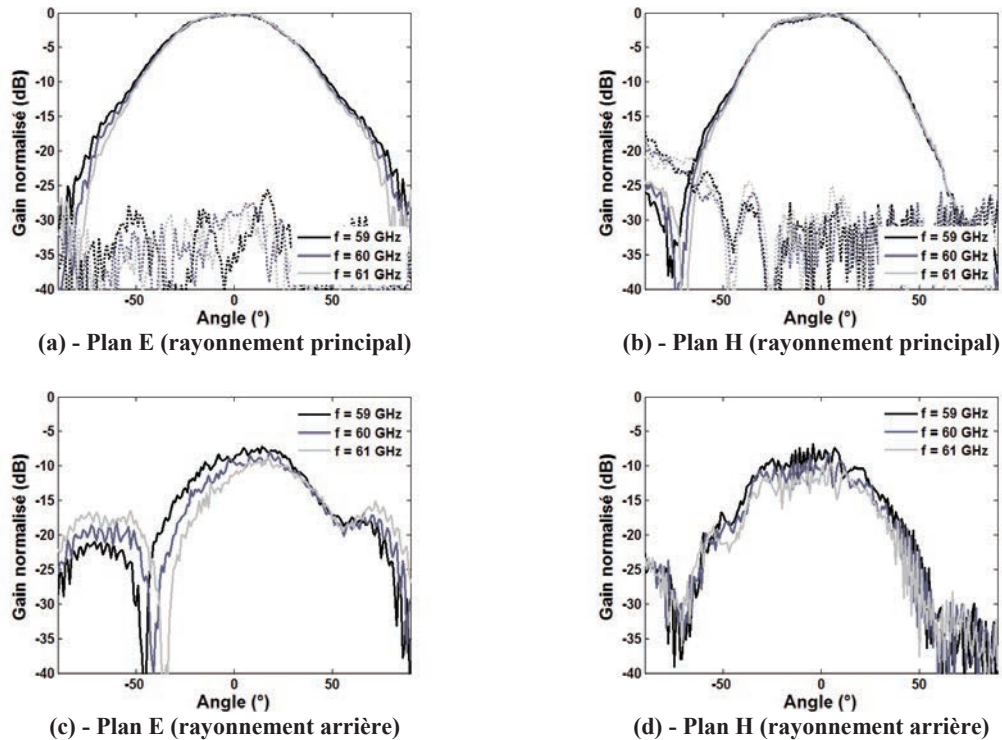 Gain normalisé (dB)
0
-5
-10
-15
-20
-25
-30
-35
-40
-50
0
50
f = 59 GHz
f = 60 GHz
f = 61 GHz
Angle (°)
(a) - Plan E (rayonnement principal)
Gain normalisé (dB)
0
-5
-10
-15
-20
-25
-30
-35
-40
-50
0
50
f = 59 GHz
f = 60 GHz
f = 61 GHz
Angle (°)
(b) - Plan H (rayonnement principal)
Gain normalisé (dB)
0
-5
-10
-15
-20
-25
-30
-35
-40
-50
0
50
f = 59 GHz
f = 60 GHz
f = 61 GHz
Angle (°)
(c) - Plan E (rayonnement arrière)
Gain normalisé (dB)
0
-5
-10
-15
-20
-25
-30
-35
-40
-50
0
50
f = 59 GHz
f = 60 GHz
f = 61 GHz
Angle (°)
(d) - Plan H (rayonnement arrière)